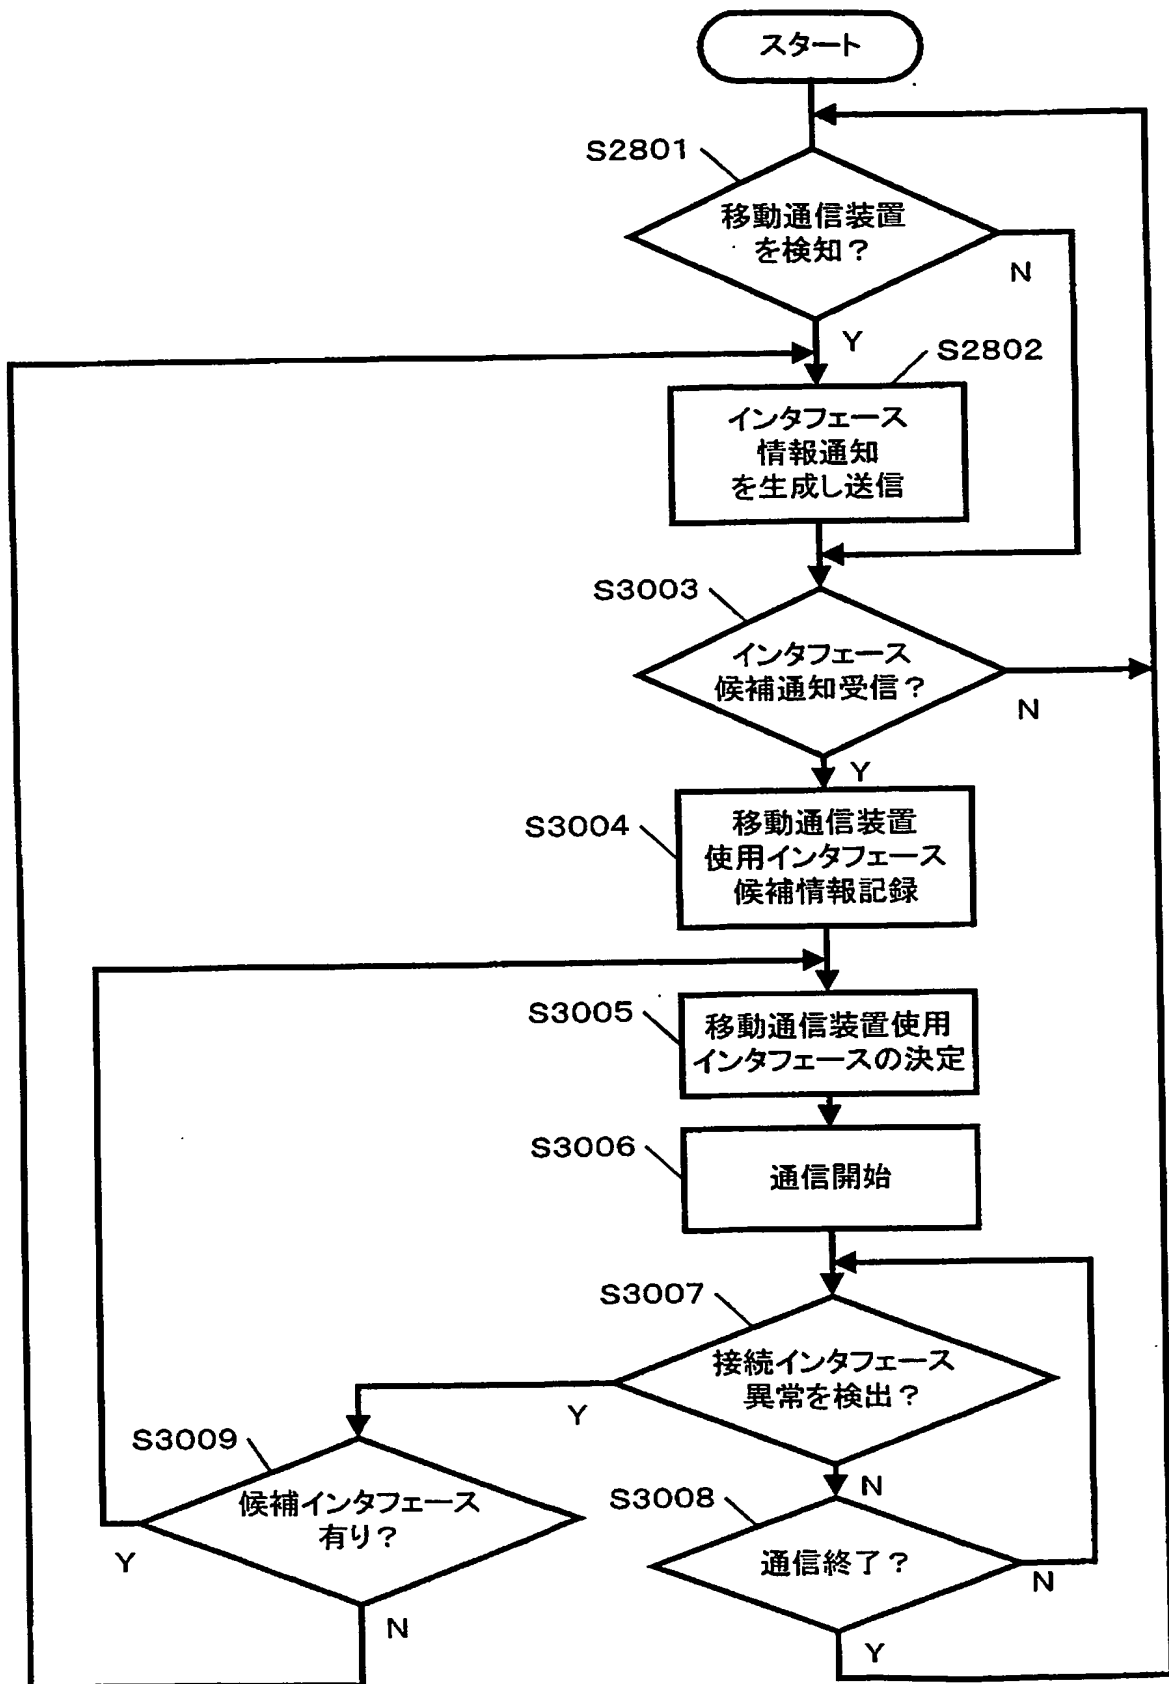 スタート
S2801
移動通信装置
を検知？
N
Y
S2802
インタフェース
情報通知
を生成し送信
S3003
インタフェース
候補通知受信？
N
Y
S3004
移動通信装置
使用インタフェース
候補情報記録
S3005
移動通信装置使用
インタフェースの決定
S3006
通信開始
S3007
接続インタフェース
異常を検出？
Y
N
S3009
候補インタフェース
有り？
Y
N
S3008
通信終了？
N
Y